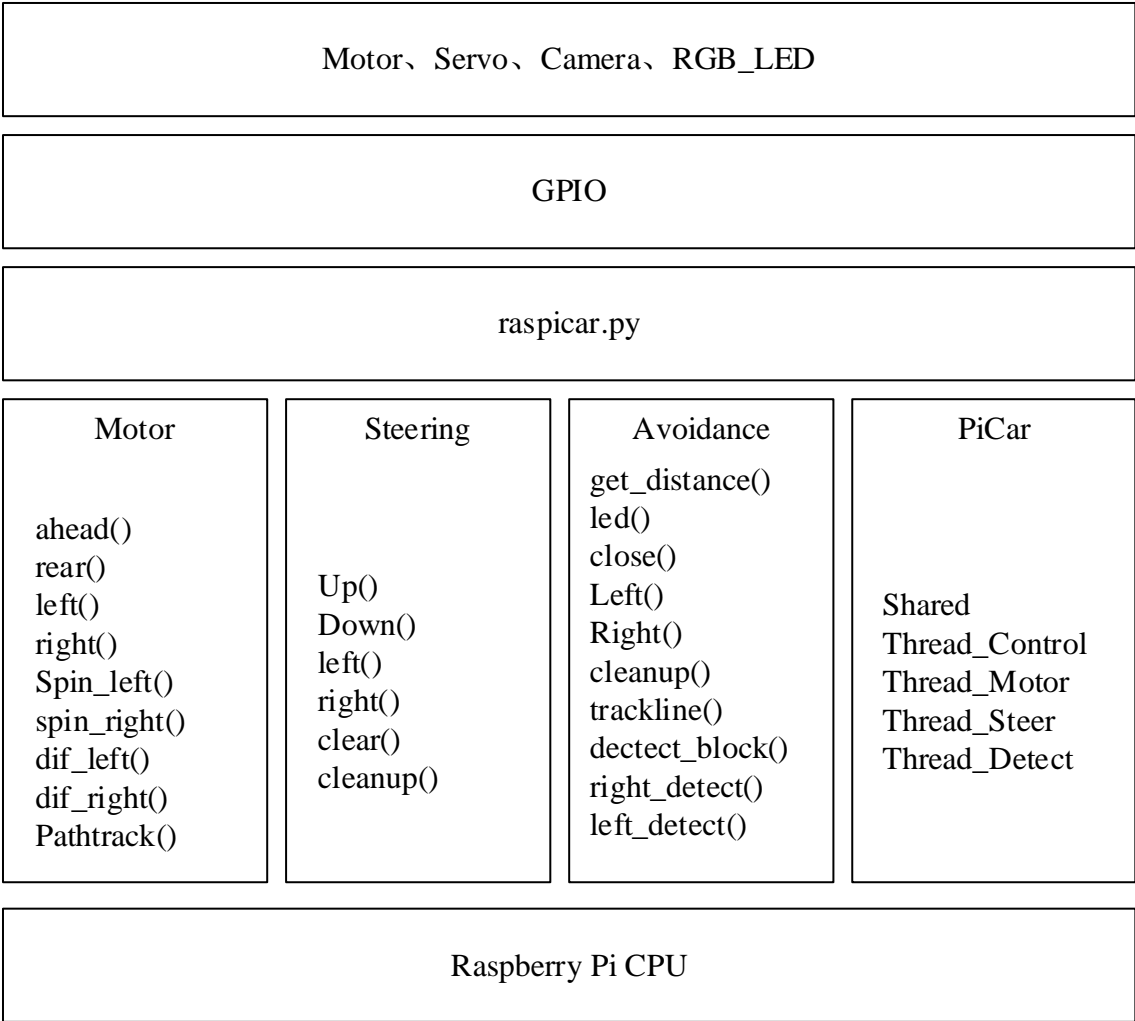 Motor、Servo、Camera、RGB_LED
GPIO
raspicar.py
Motor
ahead()
rear()
left()
right()
Spin_left()
spin_right()
dif_left()
dif_right()
Pathtrack()
Steering
Up()
Down()
left()
right()
clear()
cleanup()
Avoidance
get_distance()
led()
close()
Left()
Right()
cleanup()
trackline()
dectect_block()
right_detect()
left_detect()
PiCar
Shared
Thread_Control
Thread_Motor
Thread_Steer
Thread_Detect
Raspberry Pi CPU